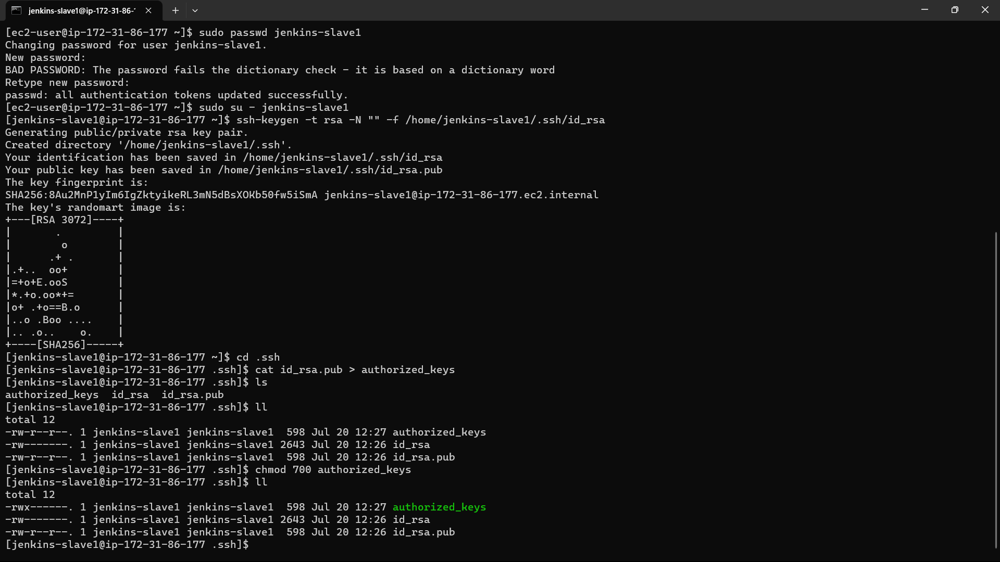 jenkins-slave1@ip-172-31-86-1
[ec2-user@ip-172-31-86-177 ~]$ sudo passwd jenkins-slave1
Changing password for user jenkins-slave1.
New password:
BAD PASSWORD: The password fails the dictionary check - it is based on a dictionary word
Retype new password:
passwd: all authentication tokens updated successfully.
[ec2-user@ip-172-31-86-177 ~]$ sudo su - jenkins-slave1
[jenkins-slave1@ip-172-31-86-177 ~]$ ssh-keygen -t rsa -N "" -f /home/jenkins-slave1/.ssh/id_rsa
Generating public/private rsa key pair.
Created directory '/home/jenkins-slave1/.ssh'.
Your identification has been saved in /home/jenkins-slave1/.ssh/id_rsa
Your public key has been saved in /home/jenkins-slave1/.ssh/id_rsa.pub
The key fingerprint is:
SHA256:8Au2MnP1yIm6IgZktyikeRL3mN5dBsXOKb50fw5iSmA jenkins-slave1@ip-172-31-86-177.ec2.internal
The key's randomart image is:
+---[RSA 3072]----+
|       .         |
|        o        |
|      .+ .       |
|.+..  oo+        |
|=+o+E.ooS        |
|*.+o.oo*+=       |
|o+ .+o==B.o      |
|..o .Boo ....    |
|.. .o..    o.    |
+----[SHA256]-----+
[jenkins-slave1@ip-172-31-86-177 ~]$ cd .ssh
[jenkins-slave1@ip-172-31-86-177 .ssh]$ cat id_rsa.pub > authorized_keys
[jenkins-slave1@ip-172-31-86-177 .ssh]$ ls
authorized_keys  id_rsa  id_rsa.pub
[jenkins-slave1@ip-172-31-86-177 .ssh]$ ll
total 12
-rw-r--r--. 1 jenkins-slave1 jenkins-slave1  598 Jul 20 12:27 authorized_keys
-rw-------. 1 jenkins-slave1 jenkins-slave1 2643 Jul 20 12:26 id_rsa
-rw-r--r--. 1 jenkins-slave1 jenkins-slave1  598 Jul 20 12:26 id_rsa.pub
[jenkins-slave1@ip-172-31-86-177 .ssh]$ chmod 700 authorized_keys
[jenkins-slave1@ip-172-31-86-177 .ssh]$ ll
total 12
-rwx------. 1 jenkins-slave1 jenkins-slave1  598 Jul 20 12:27 authorized_keys
-rw-------. 1 jenkins-slave1 jenkins-slave1 2643 Jul 20 12:26 id_rsa
-rw-r--r--. 1 jenkins-slave1 jenkins-slave1  598 Jul 20 12:26 id_rsa.pub
[jenkins-slave1@ip-172-31-86-177 .ssh]$